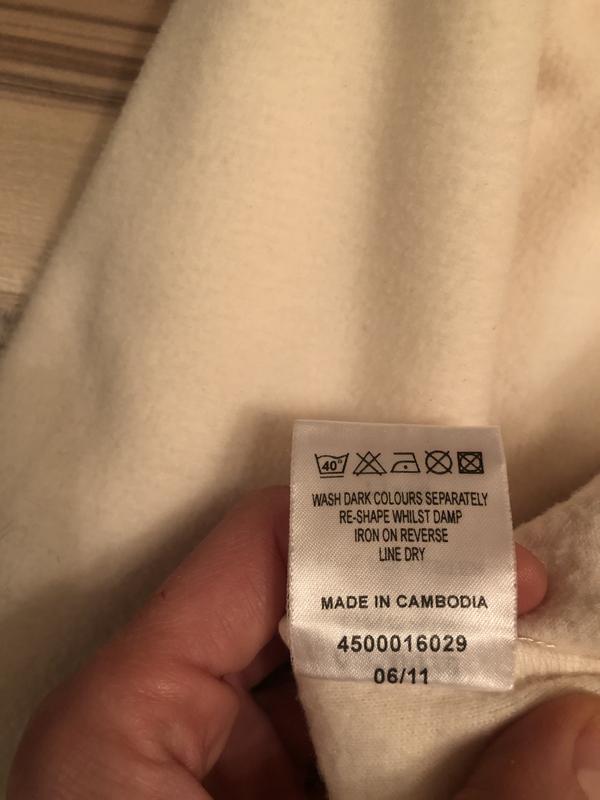 40°
WASH DARK COLOURS SEPARATELY
RE-SHAPE WHILST DAMP
IRON ON REVERSE
LINE DRY
MADE IN CAMBODIA
4500016029
06/11